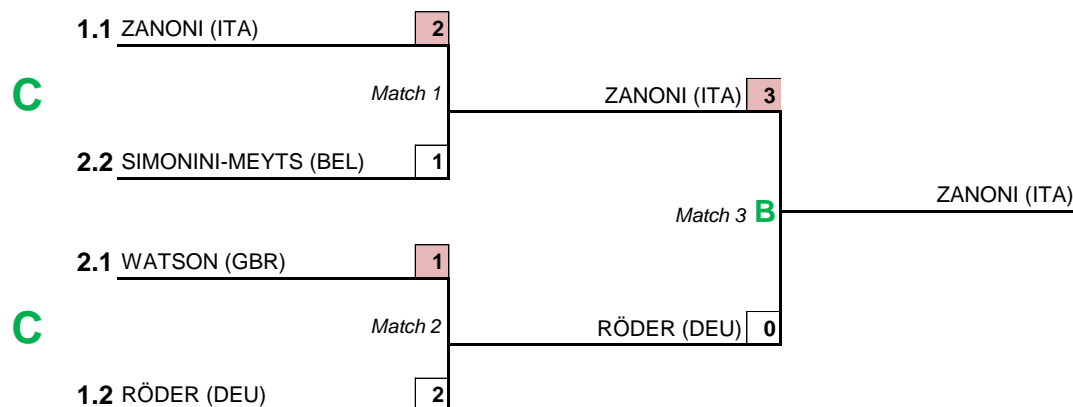 1.1 ZANONI (ITA) 2
C Match 1 ZANONI (ITA) 3
2.2 SIMONINI-MEYTS (BEL) 1
Match 3 B ZANONI (ITA)
2.1 WATSON (GBR) 1
C Match 2 RÖDER (DEU) 0
1.2 RÖDER (DEU) 2